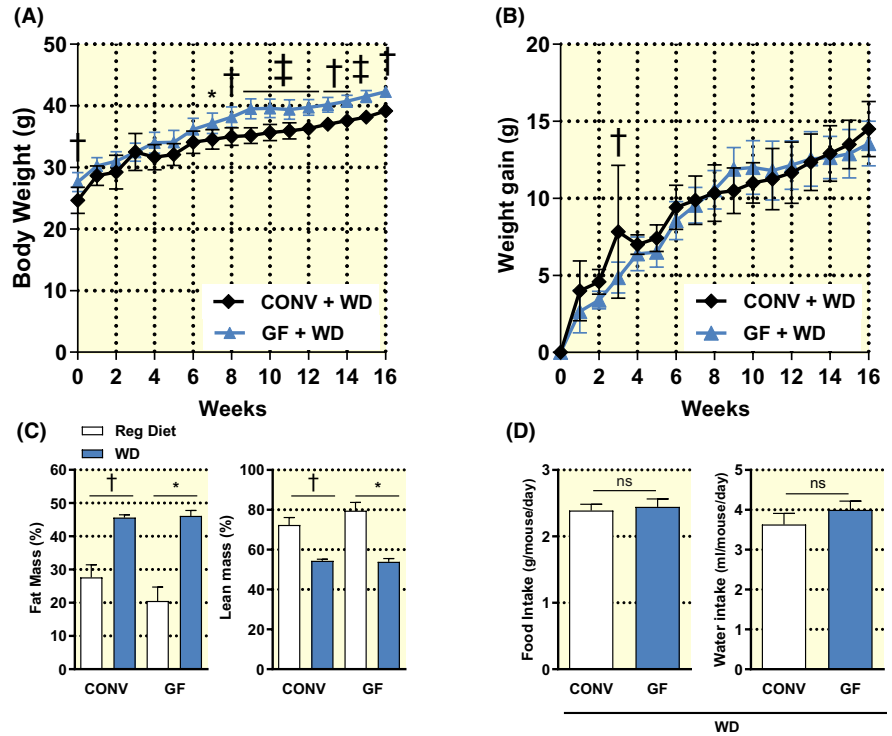 (A)
Body Weight (g)
50
40
30
20
10
0
†
*
†
‡
†
‡
†
CONV + WD
GF + WD
0 2 4 6 8 10 12 14 16
Weeks
(B)
Weight gain (g)
20
15
10
5
0
†
CONV + WD
GF + WD
0 2 4 6 8 10 12 14 16
Weeks
(C)
Reg Diet
WD
Fat Mass (%)
60
50
40
30
20
10
0
† *
CONV GF
Lean mass (%)
100
80
60
40
20
0
† *
CONV GF
(D)
Food Intake (g/mouse/day)
3
2
1
0
ns
CONV GF
Water intake (ml/mouse/day)
5
4
3
2
1
0
ns
CONV GF
WD